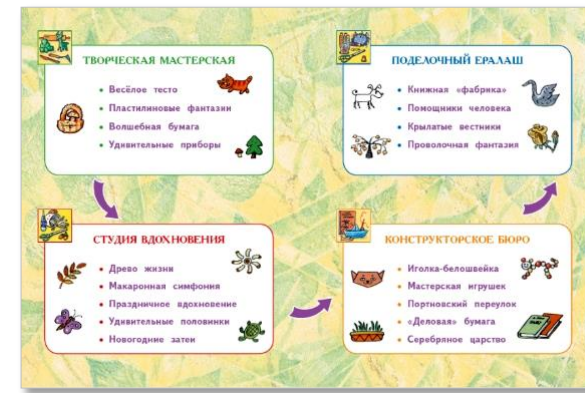 ТВОРЧЕСКАЯ МАСТЕРСКАЯ
• Весёлое тесто
• Пластилиновые фантазии
• Волшебная бумага
• Удивительные приборы
СТУДИЯ ВДОХНОВЕНИЯ
• Древо жизни
• Макаронная симфония
• Праздничное вдохновение
• Удивительные половинки
• Новогодние затеи
КОНСТРУКТОРСКОЕ БЮРО
• Иголка-белошвейка
• Мастерская игрушек
• Портновский переулок
• «Деловая» бумага
• Серебряное царство
ПОДЕЛОЧНЫЙ ЕРАЛАШ
• Книжная «фабрика»
• Помощники человека
• Крылатые вестники
• Проволочная фантазия